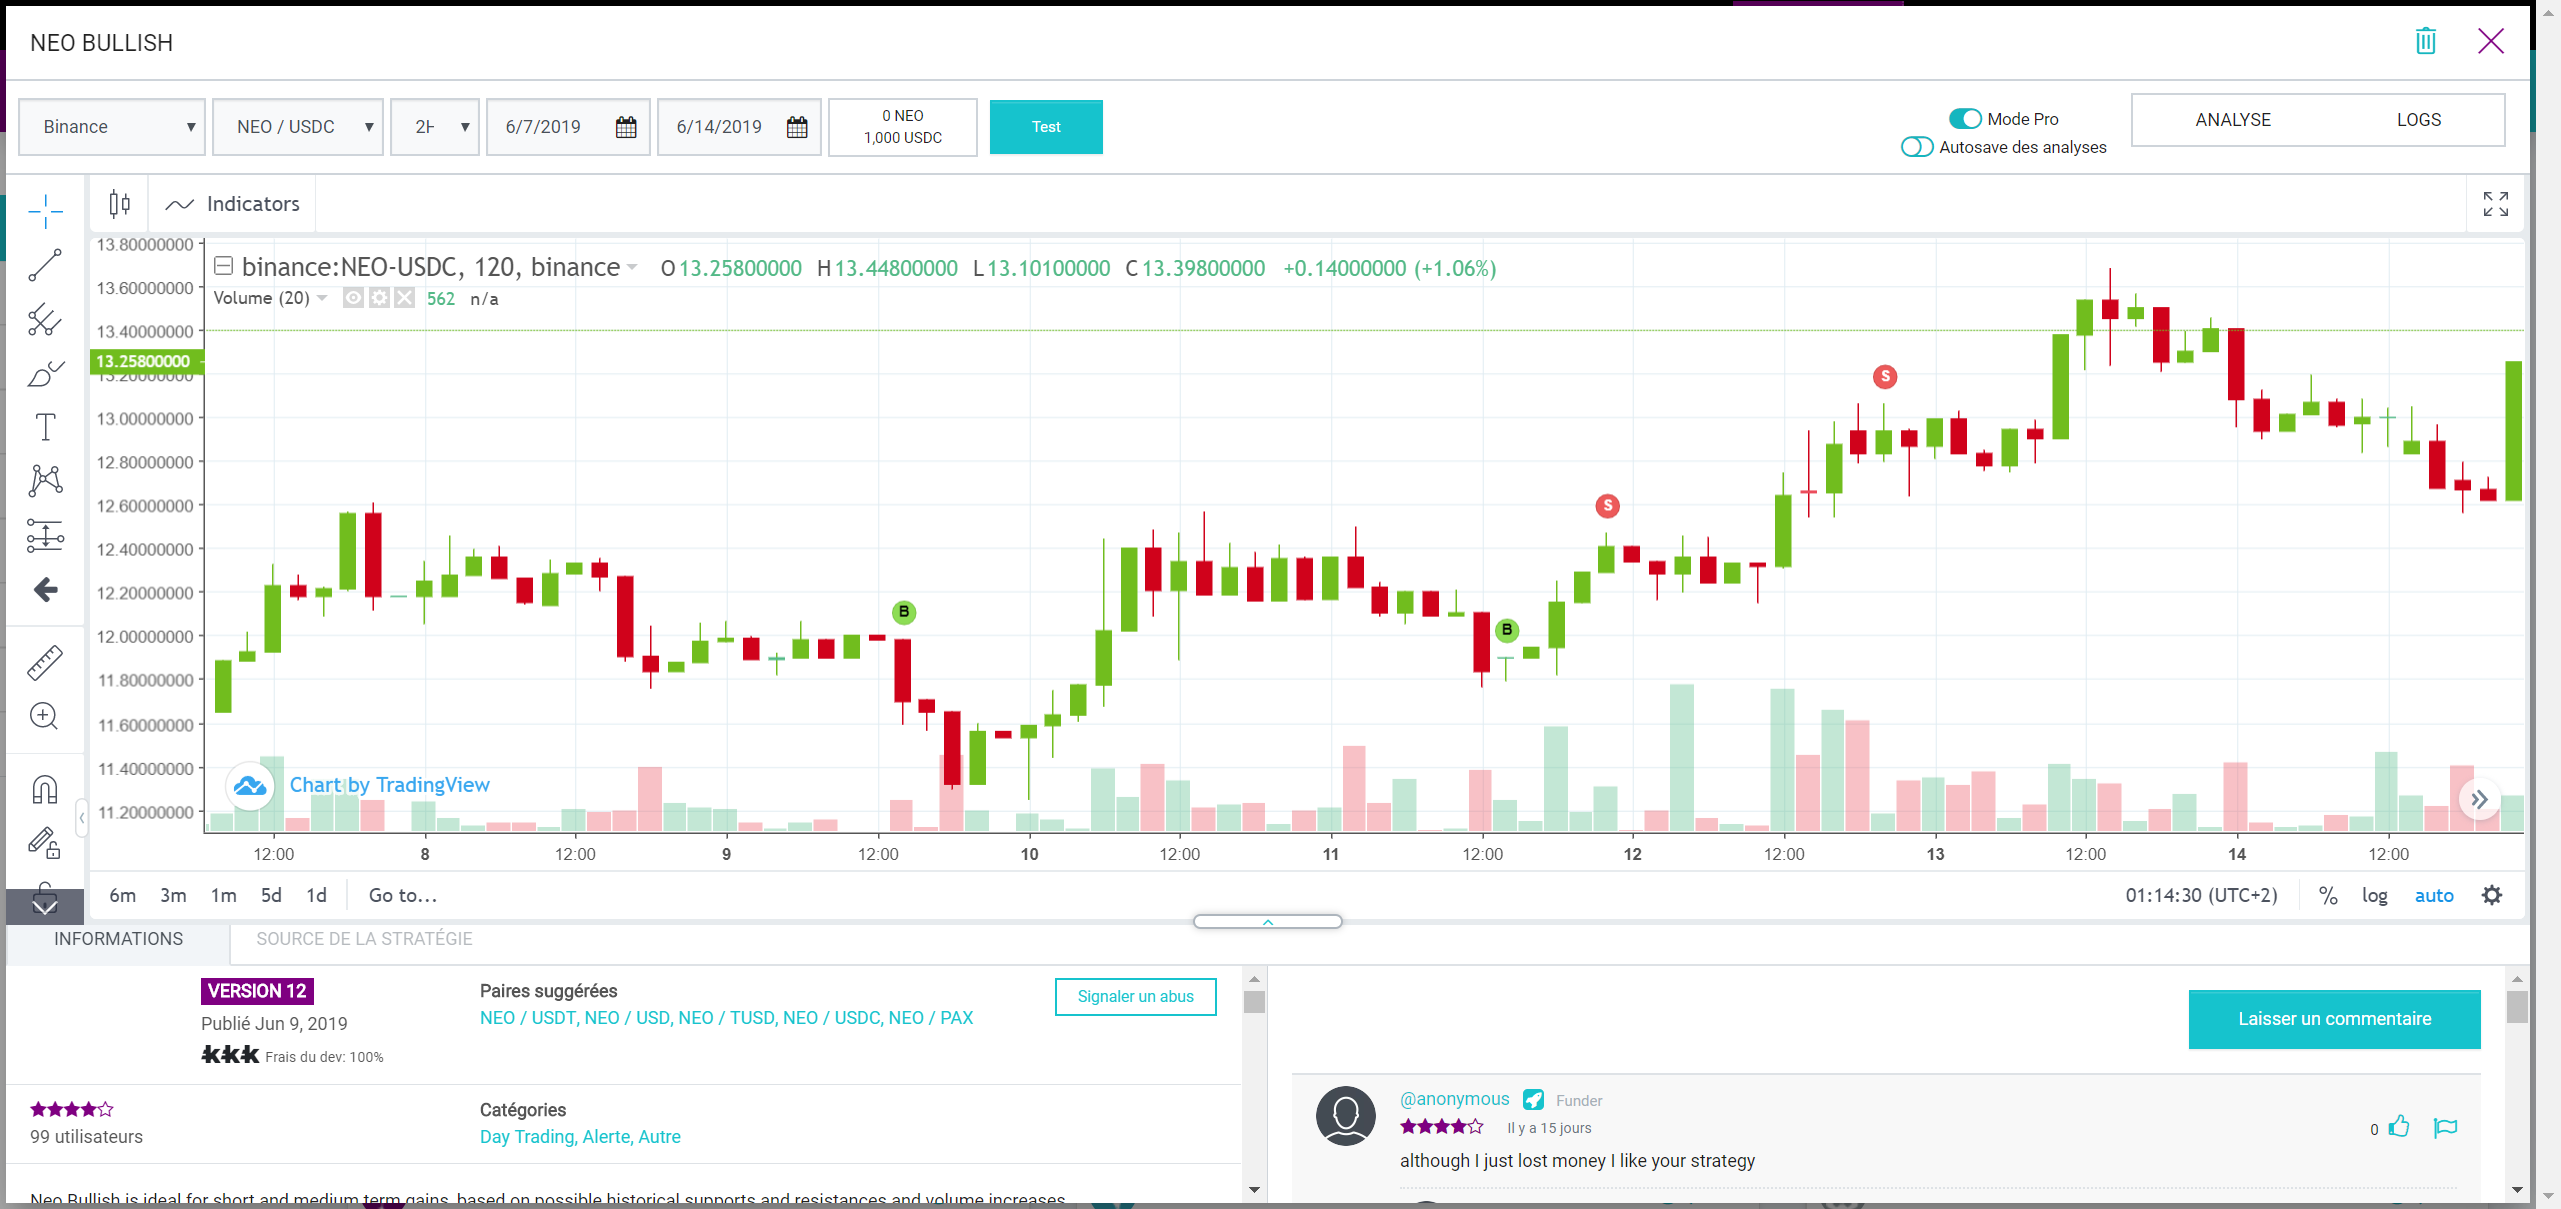 NEO BULLISH
Binance
NEO / USDC
6/7/2019
6/14/2019
0 NEO
1,000 USDC
Test
Mode Pro
Autosave des analyses
ANALYSE
LOGS
Indicators
binance:NEO-USDC, 120, binance O 13.25800000 H 13.44800000 L 13.10100000 C 13.39800000 +0.14000000 (+1.06%)
Volume (20) 562 n/a
13.80000000
13.60000000
13.40000000
13.25800000
13.20000000
13.00000000
12.80000000
12.60000000
12.40000000
12.20000000
12.00000000
11.80000000
11.60000000
11.40000000
11.20000000
B
B
S
S
Chart by TradingView
12:00 8 12:00 9 12:00 10 12:00 11 12:00 12 12:00 13 12:00 14 12:00
6m 3m 1m 5d 1d Go to...
01:14:30 (UTC+2) % log auto
INFORMATIONS
SOURCE DE LA STRATÉGIE
VERSION 12
Publié Jun 9, 2019
Frais du dev: 100%
Paires suggérées
NEO / USDT, NEO / USD, NEO / TUSD, NEO / USDC, NEO / PAX
Signaler un abus
99 utilisateurs
Catégories
Day Trading, Alerte, Autre
Neo Bullish is ideal for short and medium term gains, based on possible historical supports and resistances and volume increases
Laisser un commentaire
@anonymous Funder
Il y a 15 jours
0
although I just lost money I like your strategy